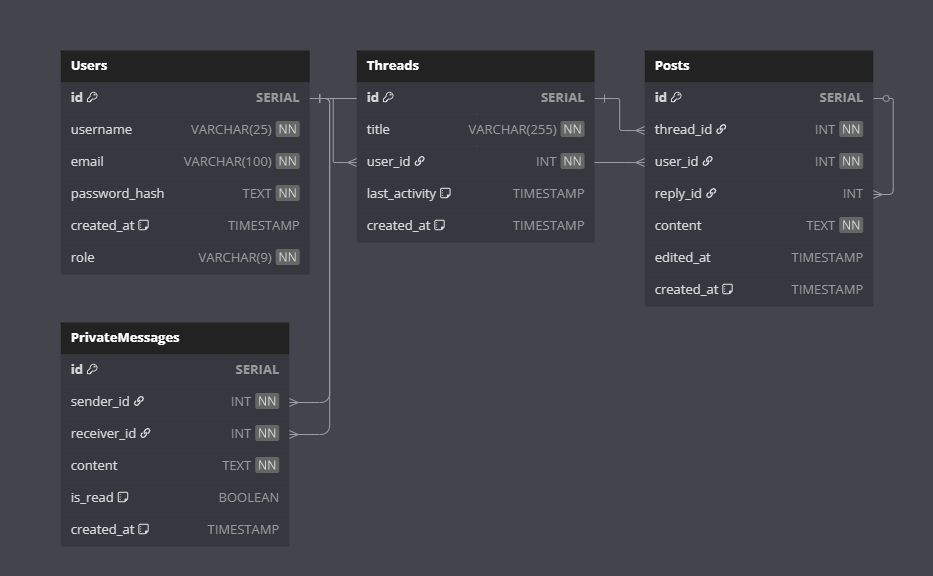 Users
id SERIAL
username VARCHAR(25) NN
email VARCHAR(100) NN
password_hash TEXT NN
created_at TIMESTAMP
role VARCHAR(9) NN
Threads
id SERIAL
title VARCHAR(255) NN
user_id INT NN
last_activity TIMESTAMP
created_at TIMESTAMP
Posts
id SERIAL
thread_id INT NN
user_id INT NN
reply_id INT
content TEXT NN
edited_at TIMESTAMP
created_at TIMESTAMP
PrivateMessages
id SERIAL
sender_id INT NN
receiver_id INT NN
content TEXT NN
is_read BOOLEAN
created_at TIMESTAMP